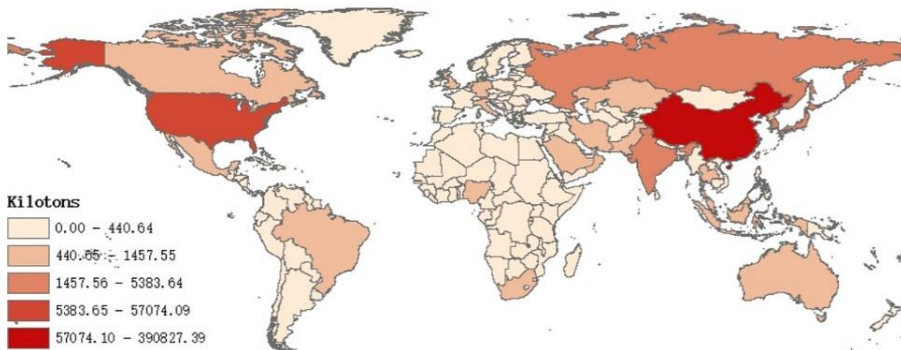 Kilotons
0.00 - 440.64
440.65 - 1457.55
1457.56 - 5383.64
5383.65 - 57074.09
57074.10 - 390827.39